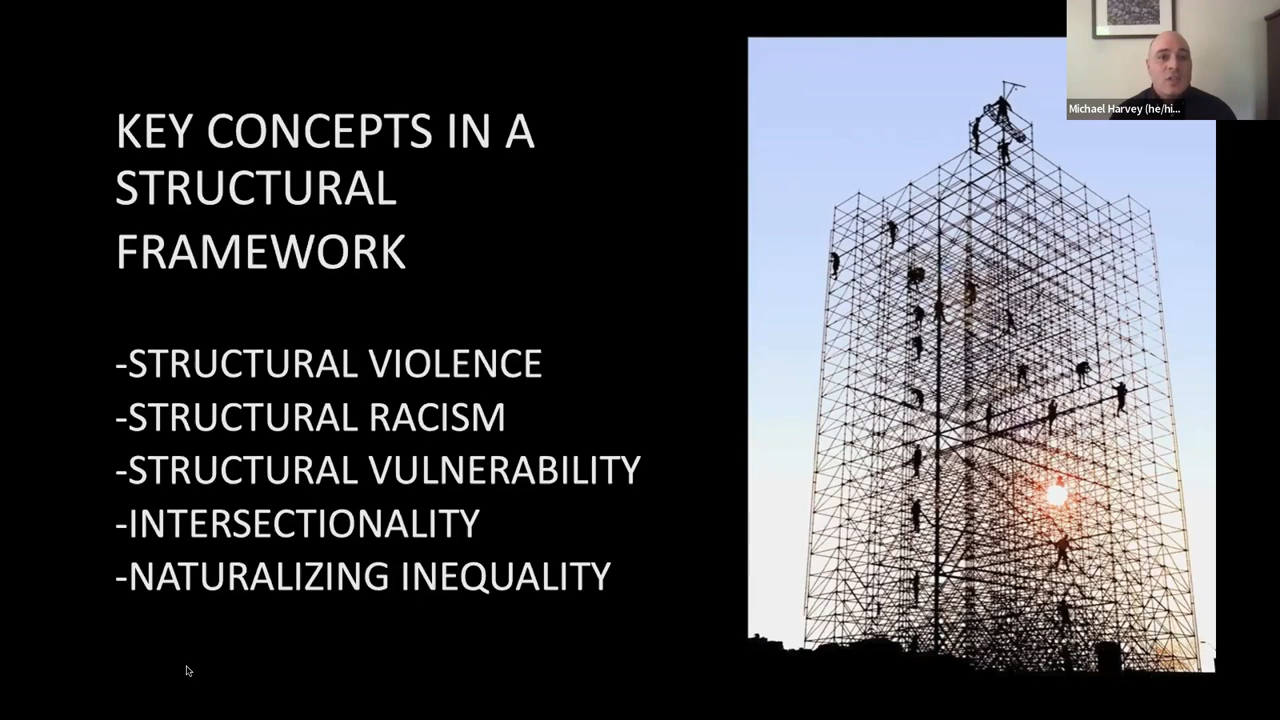 KEY CONCEPTS IN A
STRUCTURAL
FRAMEWORK
-STRUCTURAL VIOLENCE
-STRUCTURAL RACISM
-STRUCTURAL VULNERABILITY
-INTERSECTIONALITY
-NATURALIZING INEQUALITY
Michael Harvey (he/hi...